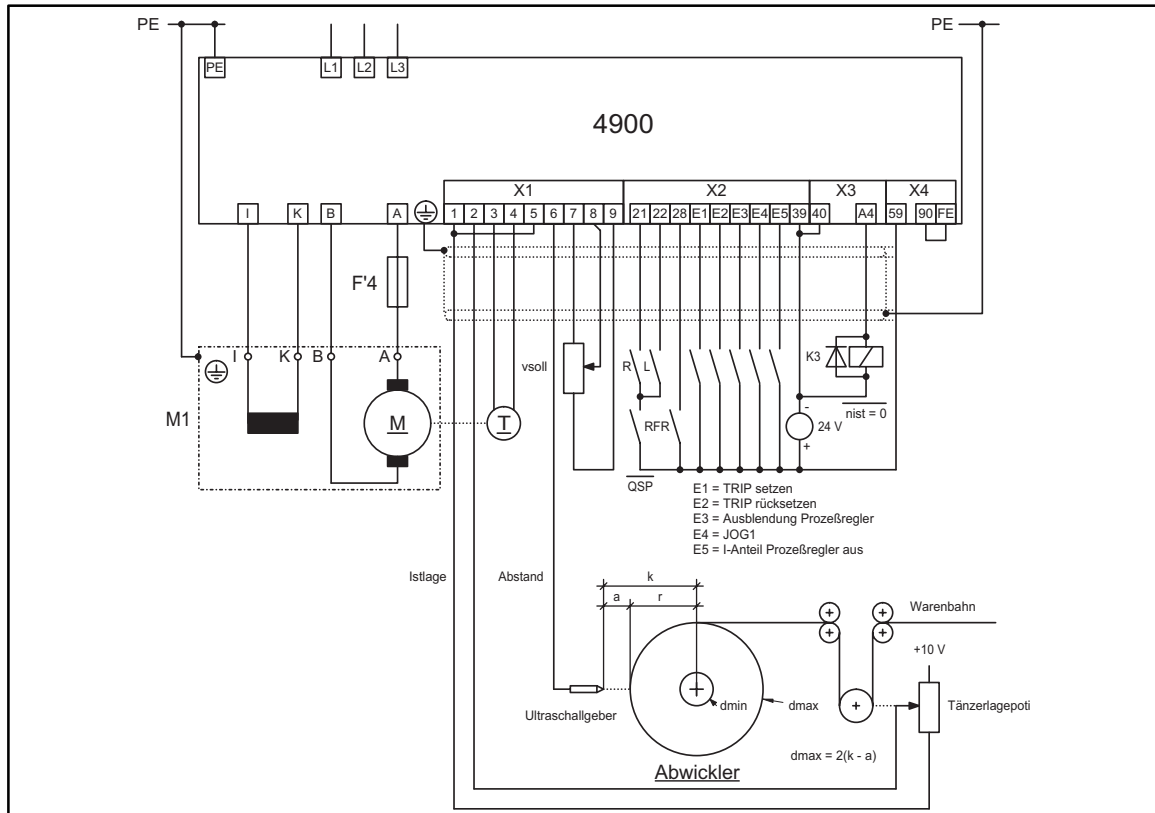 PE PE
PE L1 L2 L3
4900
X1 X2 X3 X4
I K B A 1 2 3 4 5 6 7 8 9 21 22 28 E1 E2 E3 E4 E5 39 40 A4 59 90 FE
F'4
I K B A
vsoll
R L
K3
M1
M
T
RFR
-
24 V
+
nist = 0
QSP
E1 = TRIP setzen
E2 = TRIP rücksetzen
E3 = Ausblendung Prozeßregler
E4 = JOG1
E5 = I-Anteil Prozeßregler aus
Istlage Abstand
k
a r
Warenbahn
+10 V
Ultraschallgeber
dmin dmax
Tänzerlagepoti
dmax = 2(k - a)
Abwickler